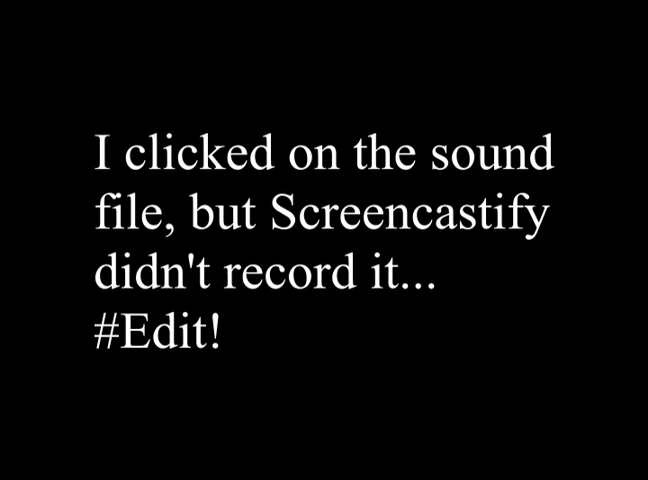 I clicked on the sound
file, but Screencastify
didn't record it...
#Edit!